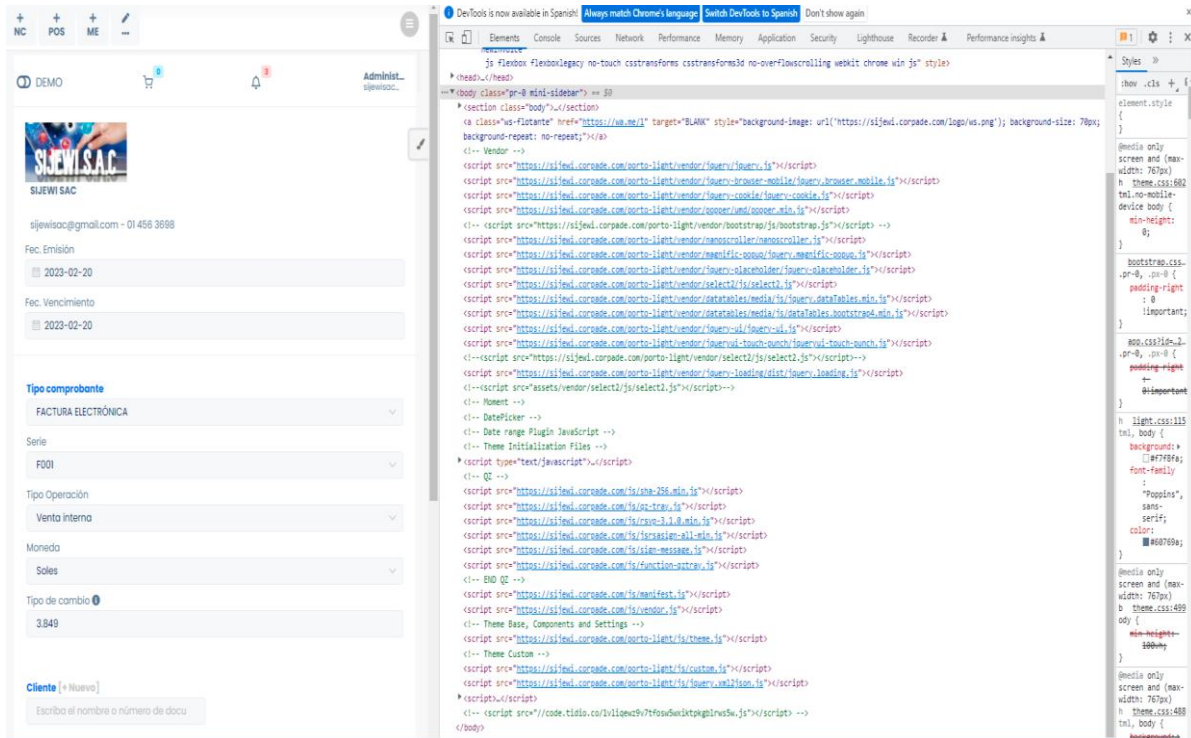 NC
POS
ME
...
DEMO
0
3
Administ...
sijewisac...
SIJEWI S.A.C
SIJEWI SAC
sijewisac@gmail.com - 01 456 3698
Fec. Emisión
2023-02-20
Fec. Vencimiento
2023-02-20
Tipo comprobante
FACTURA ELECTRÓNICA
Serie
F001
Tipo Operación
Venta interna
Moneda
Soles
Tipo de cambio
3.849
Cliente [+ Nuevo]
Escriba el nombre o número de docu
DevTools is now available in Spanish! Always match Chrome's language Switch DevTools to Spanish Don't show again
Elements Console Sources Network Performance Memory Application Security Lighthouse Recorder Performance insights 1
js flexbox flexboxlegacy no-touch csstransforms csstransforms3d no-overflowscrolling webkit chrome win js" style>
<head>…</head>
<body class="pr-0 mini-sidebar"> == $0
<section class="body">…</section>
<a class="ws-flotante" href="https://wa.me/1" target="BLANK" style="background-image: url('https://sijewi.corpade.com/logo/ws.png'); background-size: 70px;
background-repeat: no-repeat;"></a>
<!-- Vendor -->
<script src="https://sijewi.corpade.com/porto-light/vendor/jquery/jquery.js"></script>
<script src="https://sijewi.corpade.com/porto-light/vendor/jquery-browser-mobile/jquery.browser.mobile.js"></script>
<script src="https://sijewi.corpade.com/porto-light/vendor/jquery-cookie/jquery-cookie.js"></script>
<script src="https://sijewi.corpade.com/porto-light/vendor/popper/umd/popper.min.js"></script>
<!-- <script src="https://sijewi.corpade.com/porto-light/vendor/bootstrap/js/bootstrap.js"></script> -->
<script src="https://sijewi.corpade.com/porto-light/vendor/nanoscroller/nanoscroller.js"></script>
<script src="https://sijewi.corpade.com/porto-light/vendor/magnific-popup/jquery.magnific-popup.js"></script>
<script src="https://sijewi.corpade.com/porto-light/vendor/jquery-placeholder/jquery-placeholder.js"></script>
<script src="https://sijewi.corpade.com/porto-light/vendor/select2/js/select2.js"></script>
<script src="https://sijewi.corpade.com/porto-light/vendor/datatables/media/js/jquery.dataTables.min.js"></script>
<script src="https://sijewi.corpade.com/porto-light/vendor/datatables/media/js/dataTables.bootstrap4.min.js"></script>
<script src="https://sijewi.corpade.com/porto-light/vendor/jquery-ui/jquery-ui.js"></script>
<script src="https://sijewi.corpade.com/porto-light/vendor/jqueryui-touch-punch/jqueryui-touch-punch.js"></script>
<!--<script src="https://sijewi.corpade.com/porto-light/vendor/select2/js/select2.js"></script>-->
<script src="https://sijewi.corpade.com/porto-light/vendor/jquery-loading/dist/jquery.loading.js"></script>
<!--<script src="assets/vendor/select2/js/select2.js"></script>-->
<!-- Moment -->
<!-- DatePicker -->
<!-- Date range Plugin JavaScript -->
<!-- Theme Initialization Files -->
<script type="text/javascript">…</script>
<!-- QZ -->
<script src="https://sijewi.corpade.com/js/sha-256.min.js"></script>
<script src="https://sijewi.corpade.com/js/qz-tray.js"></script>
<script src="https://sijewi.corpade.com/js/rsvp-3.1.0.min.js"></script>
<script src="https://sijewi.corpade.com/js/jsrsasign-all-min.js"></script>
<script src="https://sijewi.corpade.com/js/sign-message.js"></script>
<script src="https://sijewi.corpade.com/js/function-qztray.js"></script>
<!-- END QZ -->
<script src="https://sijewi.corpade.com/js/manifest.js"></script>
<script src="https://sijewi.corpade.com/js/vendor.js"></script>
<!-- Theme Base, Components and Settings -->
<script src="https://sijewi.corpade.com/porto-light/js/theme.js"></script>
<!-- Theme Custom -->
<script src="https://sijewi.corpade.com/porto-light/js/custom.js"></script>
<script src="https://sijewi.corpade.com/porto-light/js/jquery.xml2json.js"></script>
<script>…</script>
<!-- <script src="//code.tidio.co/1vliqewz9v7tfosw5wxiktpkgblrws5w.js"></script> -->
</body>
Styles
:hov .cls +
element.style
{
}
@media only
screen and (max-
width: 767px)
h theme.css:602
tml.no-mobile-
device body {
min-height:
0;
}
bootstrap.css…
.pr-0, .px-0 {
padding-right
: 0
!important;
}
app.css?id=…2…
.pr-0, .px-0 {
padding-right
:
0!important
}
h light.css:115
tml, body {
background:
#f7f8fa;
font-family
:
"Poppins",
sans-
serif;
color:
#60769a;
}
@media only
screen and (max-
width: 767px)
b theme.css:499
ody {
min-height:
100vh;
}
@media only
screen and (max-
width: 767px)
h theme.css:488
tml, body {